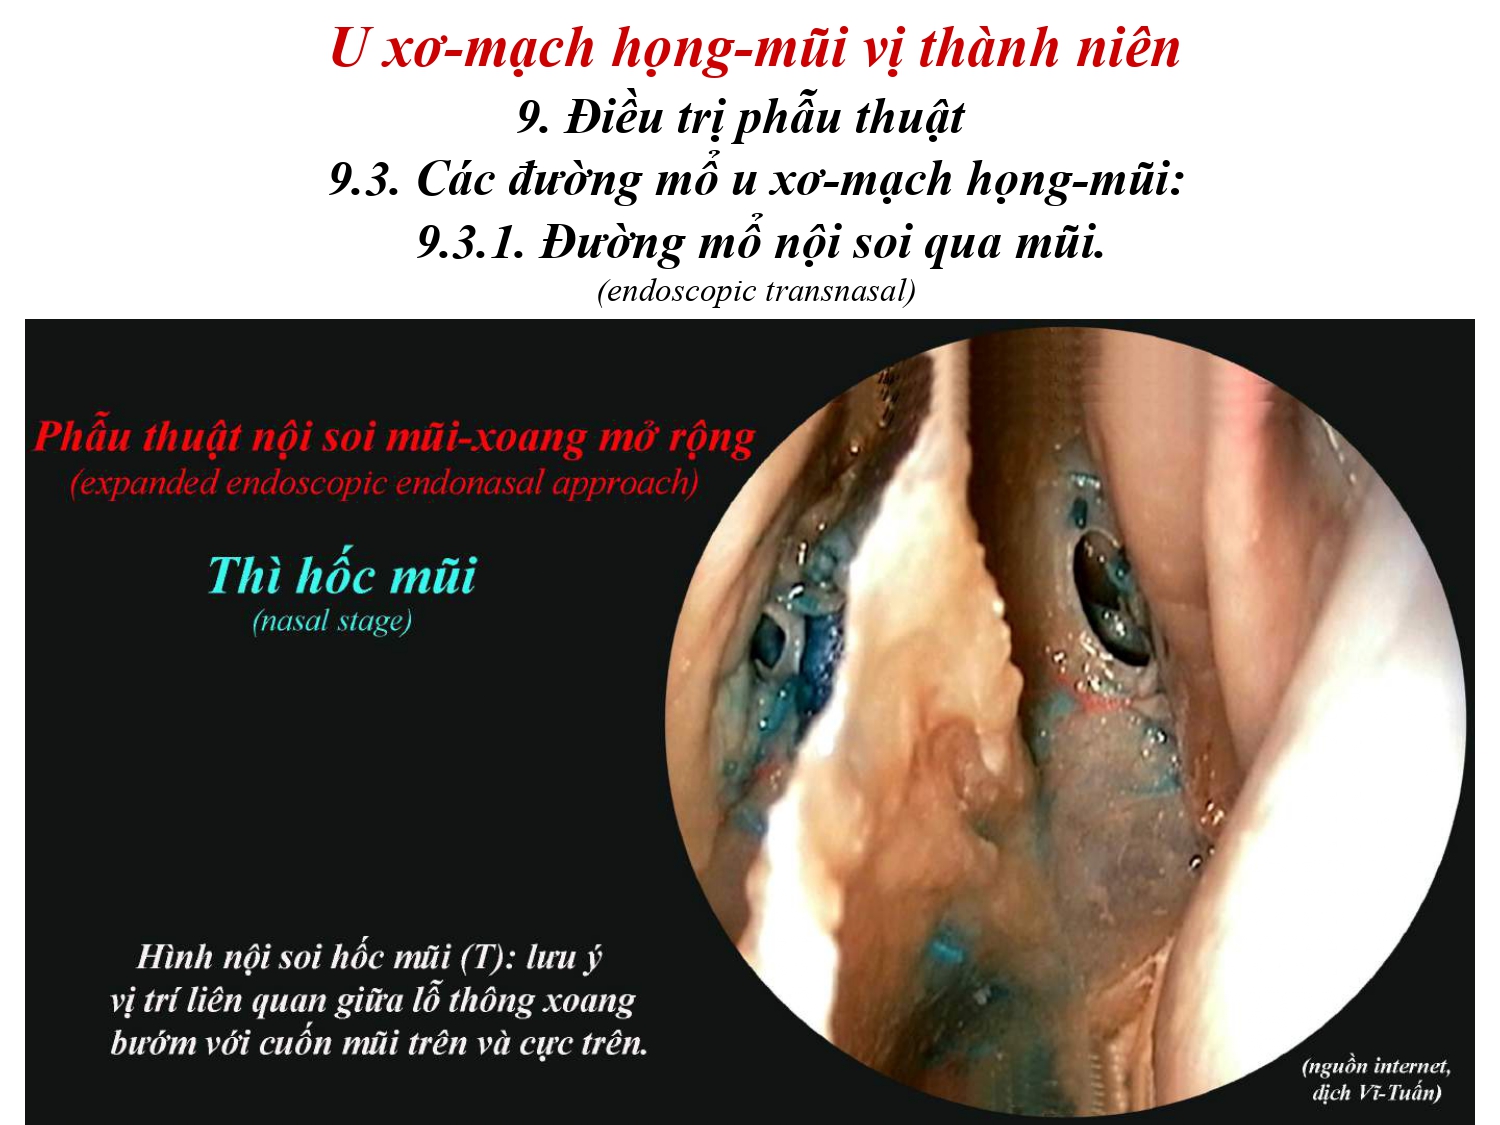 U xơ-mạch họng-mũi vị thành niên
9. Điều trị phẫu thuật
9.3. Các đường mổ u xơ-mạch họng-mũi:
9.3.1. Đường mổ nội soi qua mũi.
(endoscopic transnasal)
Phẫu thuật nội soi mũi-xoang mở rộng
(expanded endoscopic endonasal approach)
Thì hốc mũi
(nasal stage)
Hình nội soi hốc mũi (T): lưu ý
vị trí liên quan giữa lỗ thông xoang
bướm với cuốn mũi trên và cực trên.
(nguồn internet,
dịch Vĩ-Tuấn)